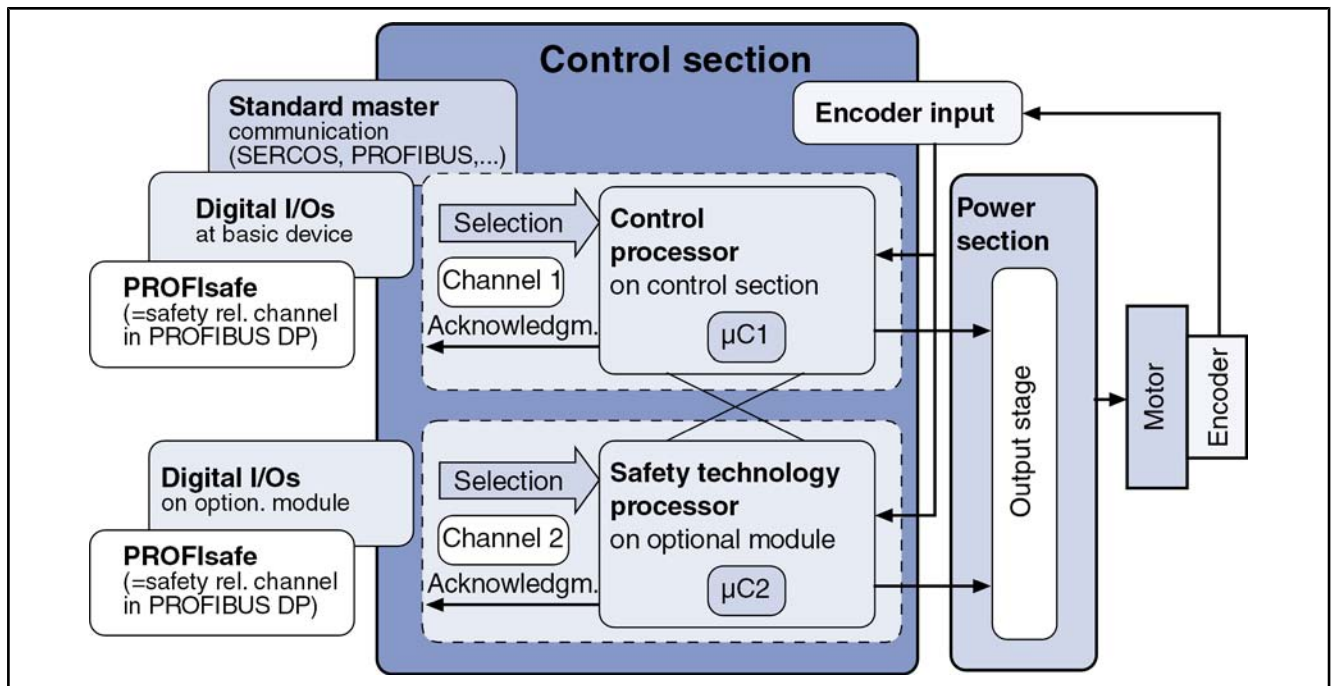 Control section
Standard master
communication
(SERCOS, PROFIBUS,...)
Encoder input
Digital I/Os
at basic device
PROFIsafe
(=safety rel. channel
in PROFIBUS DP)
Selection
Channel 1
Acknowledgm.
Control
processor
on control section
µC1
Power
section
Output stage
Motor
Encoder
Digital I/Os
on option. module
PROFIsafe
(=safety rel. channel
in PROFIBUS DP)
Selection
Channel 2
Acknowledgm.
Safety technology
processor
on optional module
µC2